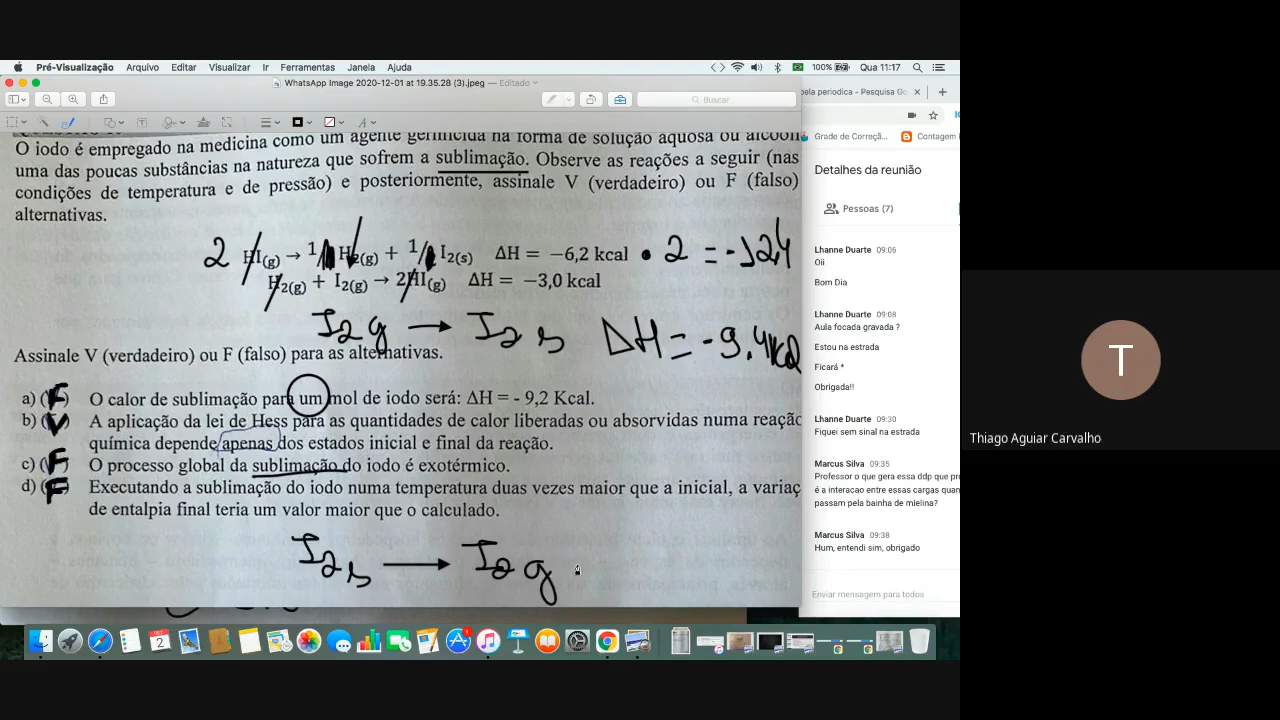 Pré-Visualização Arquivo Editar Visualizar Ir Ferramentas Janela Ajuda 100% Qua 11:17
WhatsApp Image 2020-12-01 at 19.35.28 (3).jpeg — Editado
Buscar
O iodo é empregado na medicina como um agente germicida na forma de solução aquosa ou alcoól
uma das poucas substâncias na natureza que sofrem a sublimação. Observe as reações a seguir (nas
condições de temperatura e de pressão) e posteriormente, assinale V (verdadeiro) ou F (falso)
alternativas.
2 HI(g) → 1/ H2(g) + 1/ I2(s) ΔH = −6,2 kcal • 2 = -12,4
H2(g) + I2(g) → 2HI(g) ΔH = −3,0 kcal
I2 g → I2 s ΔH = -9.4kca
Assinale V (verdadeiro) ou F (falso) para as alternativas.
a) (F) O calor de sublimação para um mol de iodo será: ΔH = - 9,2 Kcal.
b) (V) A aplicação da lei de Hess para as quantidades de calor liberadas ou absorvidas numa reação
química depende apenas dos estados inicial e final da reação.
c) (F) O processo global da sublimação do iodo é exotérmico.
d) (F) Executando a sublimação do iodo numa temperatura duas vezes maior que a inicial, a variaç
de entalpia final teria um valor maior que o calculado.
I2 s → I2 g
ela periodica - Pesquisa Go
Grade de Correçã... Contagem
Detalhes da reunião
Pessoas (7)
Lhanne Duarte 09:06
Oii
Bom Dia
Lhanne Duarte 09:08
Aula focada gravada ?
Estou na estrada
Ficará *
Obrigada!!
Lhanne Duarte 09:30
Fiquei sem sinal na estrada
Marcus Silva 09:35
Professor o que gera essa ddp que pr
é a interacao entre essas cargas quan
passam pela bainha de mielina?
Marcus Silva 09:38
Hum, entendi sim, obrigado
Enviar mensagem para todos
T
Thiago Aguiar Carvalho